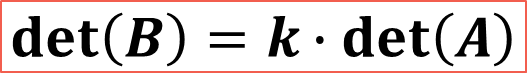 det(B) = k · det(A)